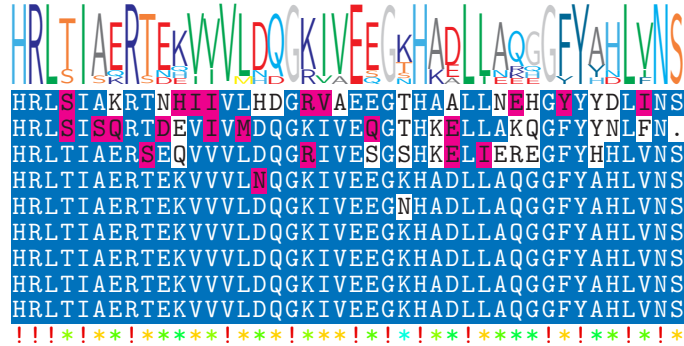 HRLTIAERTEKVVVLDQGKIVEEGKHADLLAQGGFYAHLVNS
HRLSIAKRTNHIIVLHDGRVAEEGTHAALLNEHGYYYDLINS
HRLSISQRTDEVIVMDQGKIVEQGTHKELLAKQGFYYNLFN.
HRLTIAERSEQVVVLDQGRIVESGSHKELIEREGFYHHLVNS
HRLTIAERTEKVVVLNQGKIVEEGKHADLLAQGGFYAHLVNS
HRLTIAERTEKVVVLDQGKIVEEGNHADLLAQGGFYAHLVNS
HRLTIAERTEKVVVLDQGKIVEEGKHADLLAQGGFYAHLVNS
HRLTIAERTEKVVVLDQGKIVEEGKHADLLAQGGFYAHLVNS
HRLTIAERTEKVVVLDQGKIVEEGKHADLLAQGGFYAHLVNS
HRLTIAERTEKVVVLDQGKIVEEGKHADLLAQGGFYAHLVNS
!!!*!**!*****!***!***!*!*!**!****!*!**!*!*